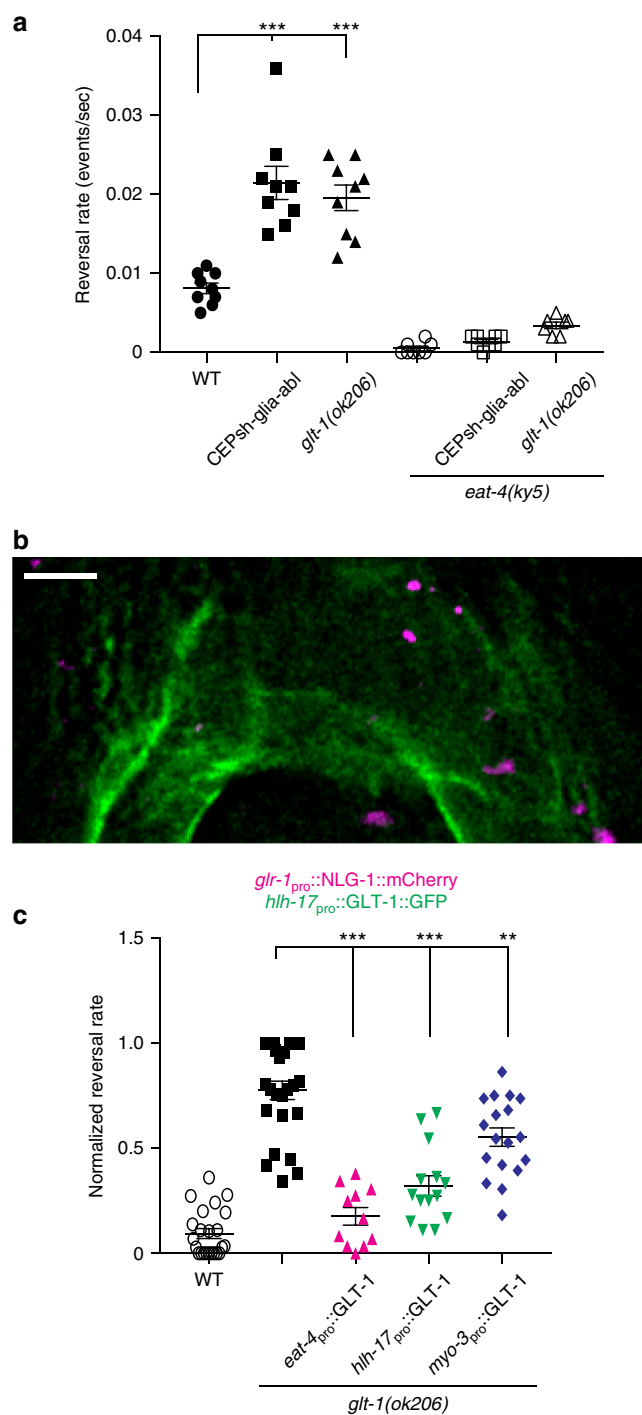 a
*** ***
0.04
0.03
0.02
0.01
0
Reversal rate (events/sec)
WT
CEPsh-glia-abl
glt-1(ok206)
CEPsh-glia-abl
glt-1(ok206)
eat-4(ky5)
b
glr-1pro::NLG-1::mCherry
hlh-17pro::GLT-1::GFP
c
*** *** **
1.5
1.0
0.5
0
Normalized reversal rate
WT
eat-4pro::GLT-1
hlh-17pro::GLT-1
myo-3pro::GLT-1
glt-1(ok206)